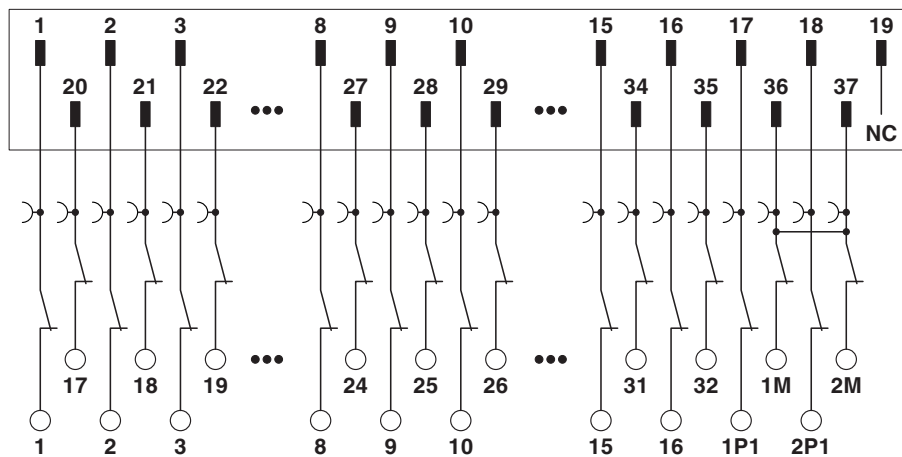 1 2 3 8 9 10 15 16 17 18 19
20 21 22 ••• 27 28 29 ••• 34 35 36 37
NC
••• •••
17 18 19 24 25 26 31 32 1M 2M
1 2 3 8 9 10 15 16 1P1 2P1